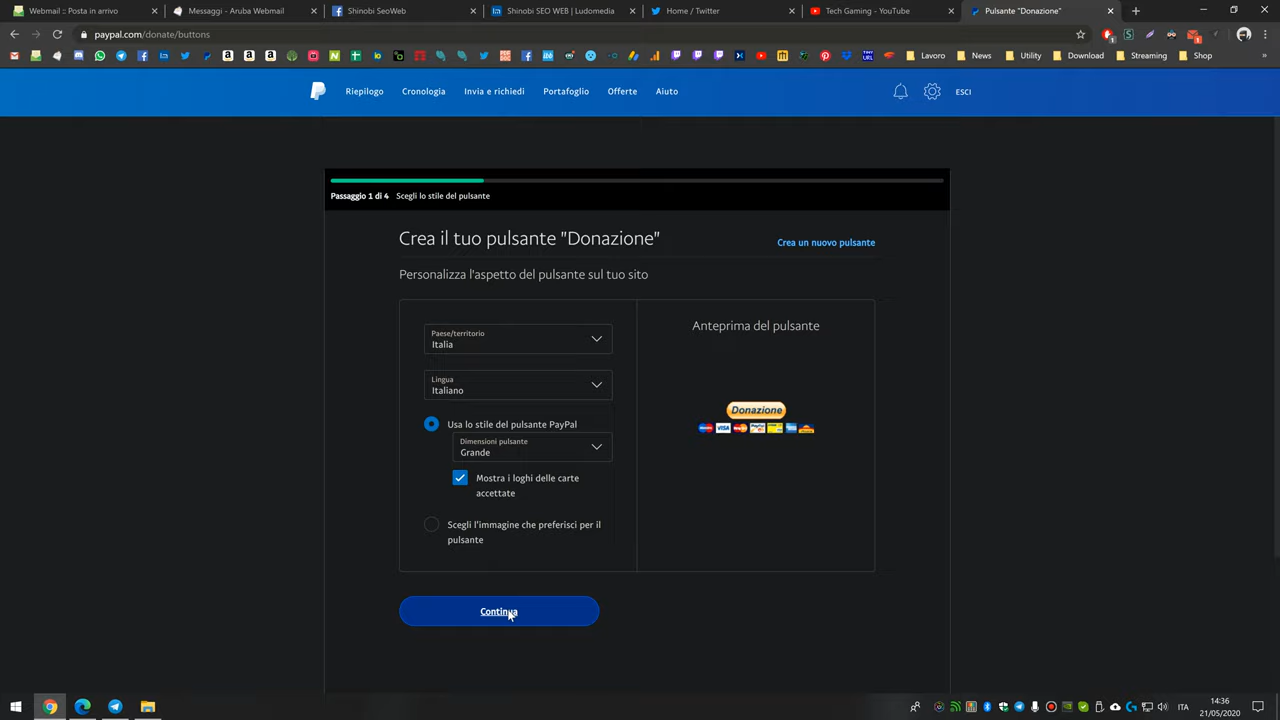 Webmail :: Posta in arrivo
Messaggi - Aruba Webmail
Shinobi SeoWeb
Shinobi SEO WEB | Ludomedia
Home / Twitter
Tech Gaming - YouTube
Pulsante "Donazione"
paypal.com/donate/buttons
Lavoro
News
Utility
Download
Streaming
Shop
Riepilogo
Cronologia
Invia e richiedi
Portafoglio
Offerte
Aiuto
ESCI
Passaggio 1 di 4 Scegli lo stile del pulsante
Crea il tuo pulsante "Donazione"
Crea un nuovo pulsante
Personalizza l'aspetto del pulsante sul tuo sito
Paese/territorio
Italia
Lingua
Italiano
Usa lo stile del pulsante PayPal
Dimensioni pulsante
Grande
Mostra i loghi delle carte
accettate
Scegli l'immagine che preferisci per il
pulsante
Anteprima del pulsante
Donazione
VISA
Continua
ITA
14:36
21/05/2020